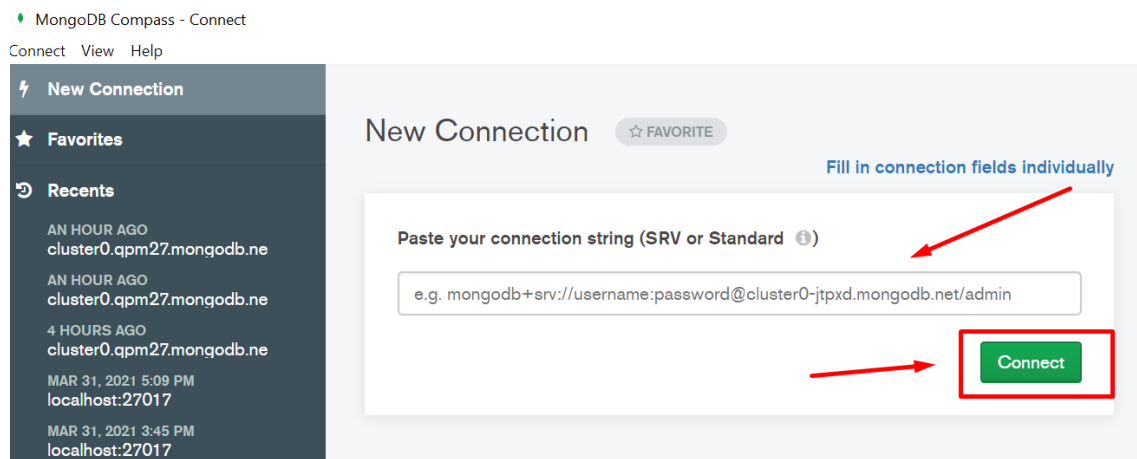 MongoDB Compass - Connect
Connect View Help
New Connection
Favorites
Recents
AN HOUR AGO
cluster0.qpm27.mongodb.ne
AN HOUR AGO
cluster0.qpm27.mongodb.ne
4 HOURS AGO
cluster0.qpm27.mongodb.ne
MAR 31, 2021 5:09 PM
localhost:27017
MAR 31, 2021 3:45 PM
localhost:27017
New Connection FAVORITE
Fill in connection fields individually
Paste your connection string (SRV or Standard i)
e.g. mongodb+srv://username:password@cluster0-jtpxd.mongodb.net/admin
Connect